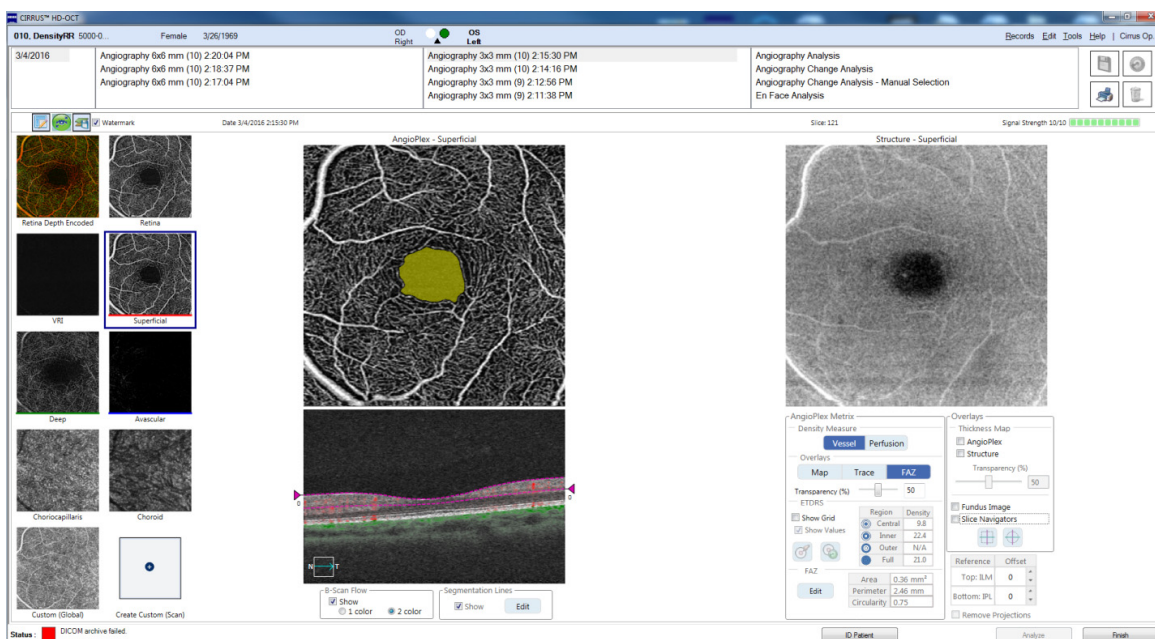 ZEISS CIRRUS™ HD-OCT
010, DensityRR 5000-0... Female 3/26/1969 OD Right OS Left Records Edit Tools Help | Cirrus Op.
3/4/2016
Angiography 6x6 mm (10) 2:20:04 PM
Angiography 6x6 mm (10) 2:18:37 PM
Angiography 6x6 mm (10) 2:17:04 PM
Angiography 3x3 mm (10) 2:15:30 PM
Angiography 3x3 mm (10) 2:14:16 PM
Angiography 3x3 mm (9) 2:12:56 PM
Angiography 3x3 mm (9) 2:11:38 PM
Angiography Analysis
Angiography Change Analysis
Angiography Change Analysis - Manual Selection
En Face Analysis
Watermark Date 3/4/2016 2:15:30 PM Slice: 121 Signal Strength 10/10
Retina Depth Encoded
Retina
VRI
Superficial
Deep
Avascular
Choriocapillaris
Choroid
Custom (Global)
Create Custom (Scan)
AngioPlex - Superficial
0 0
N T
B-Scan Flow
Show
1 color 2 color
Segmentation Lines
Show Edit
Structure - Superficial
AngioPlex Metrix
Density Measure
Vessel Perfusion
Overlays
Map Trace FAZ
Transparency (%) 50
ETDRS
Show Grid
Show Values
Region Density
Central 9.8
Inner 22.4
Outer N/A
Full 21.0
FAZ
Edit
Area 0.36 mm²
Perimeter 2.46 mm
Circularity 0.75
Overlays
Thickness Map
AngioPlex
Structure
Transparency (%)
50
Fundus Image
Slice Navigators
Reference Offset
Top: ILM 0
Bottom: IPL 0
Remove Projections
Status : DICOM archive failed. ID Patient Analyze Finish